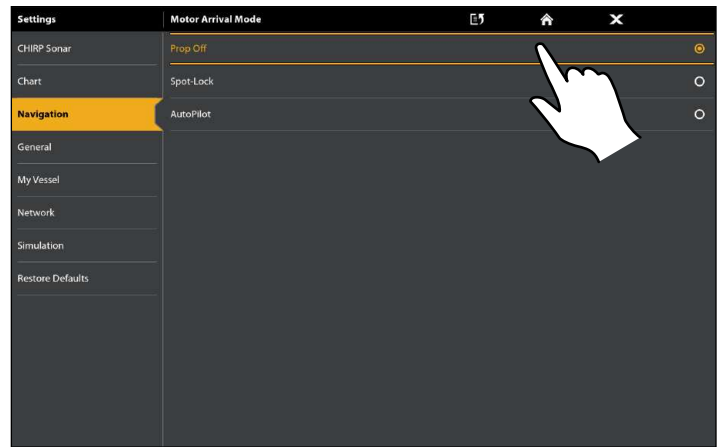 Settings
Motor Arrival Mode
CHIRP Sonar
Chart
Navigation
General
My Vessel
Network
Simulation
Restore Defaults
Prop Off
Spot-Lock
AutoPilot